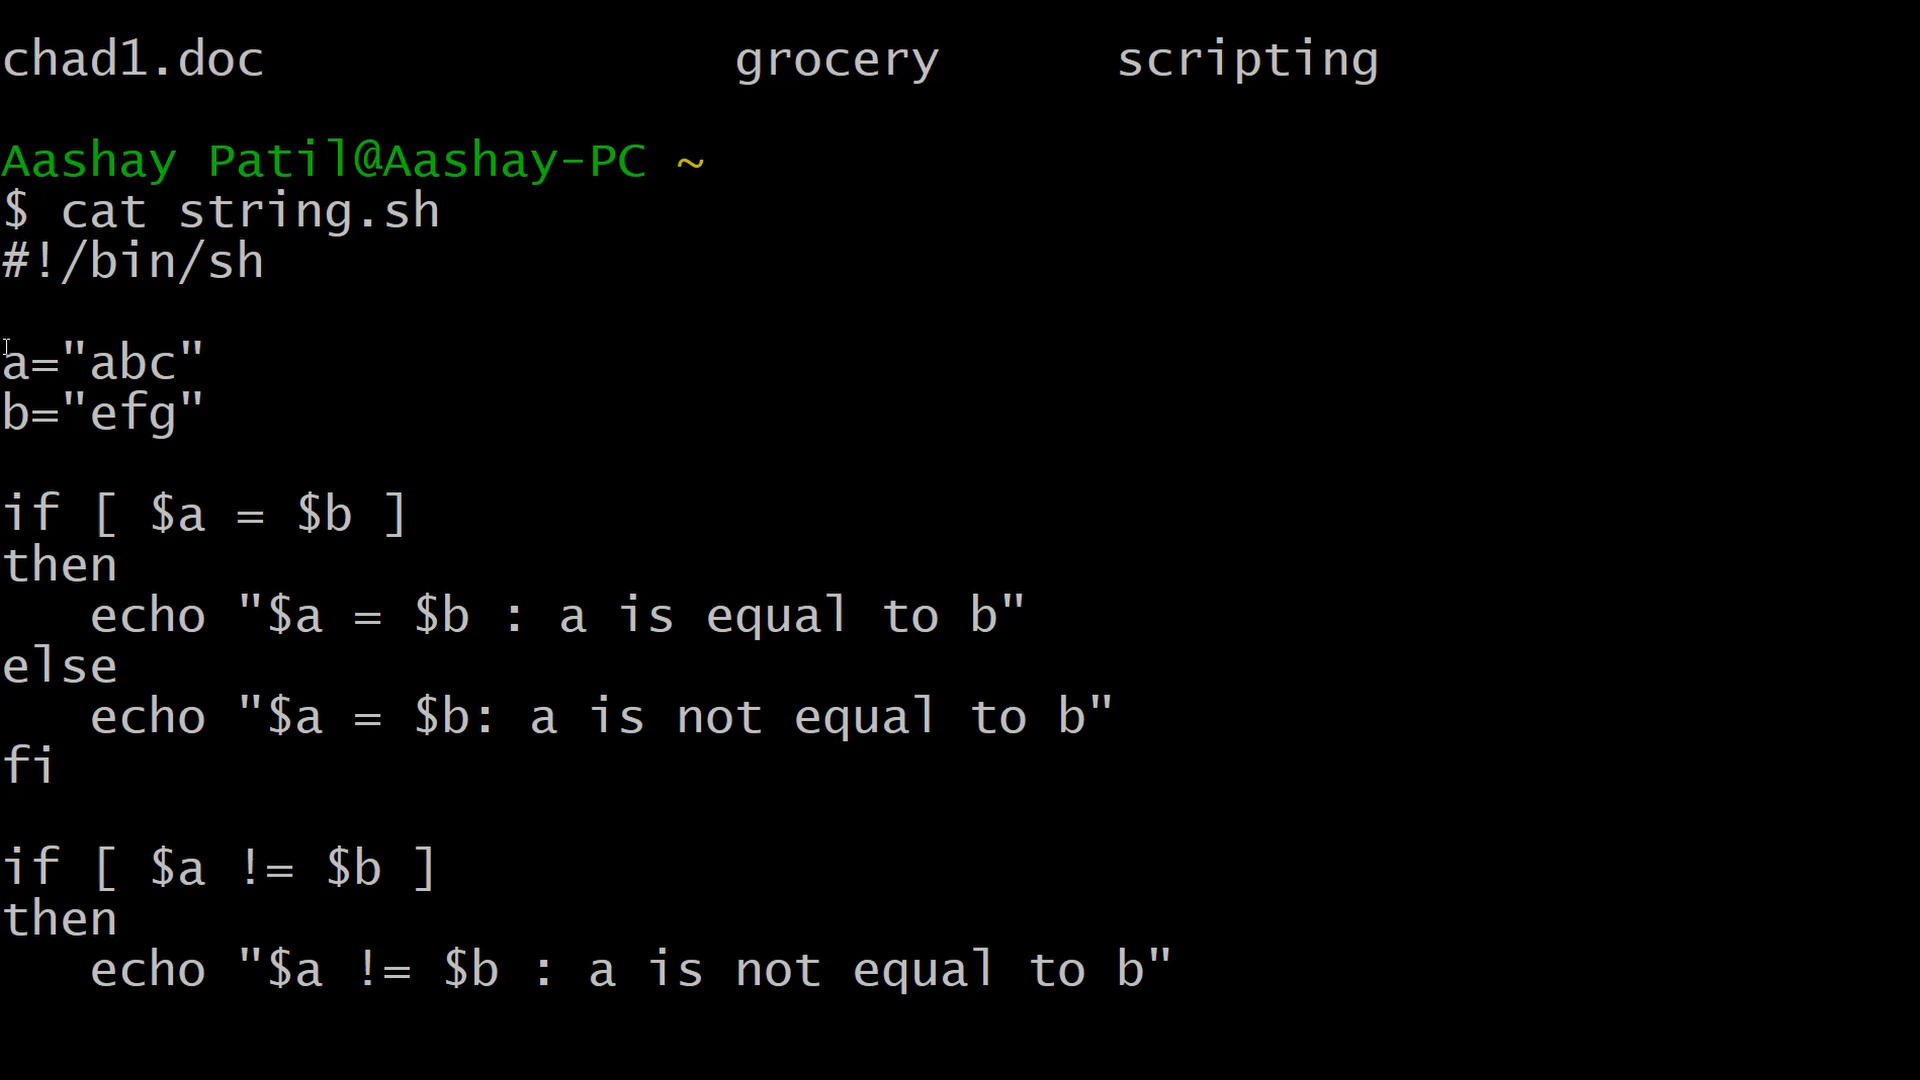 chad1.doc grocery scripting
Aashay Patil@Aashay-PC ~
$ cat string.sh
#!/bin/sh
a="abc"
b="efg"
if [ $a = $b ]
then
echo "$a = $b : a is equal to b"
else
echo "$a = $b: a is not equal to b"
fi
if [ $a != $b ]
then
echo "$a != $b : a is not equal to b"